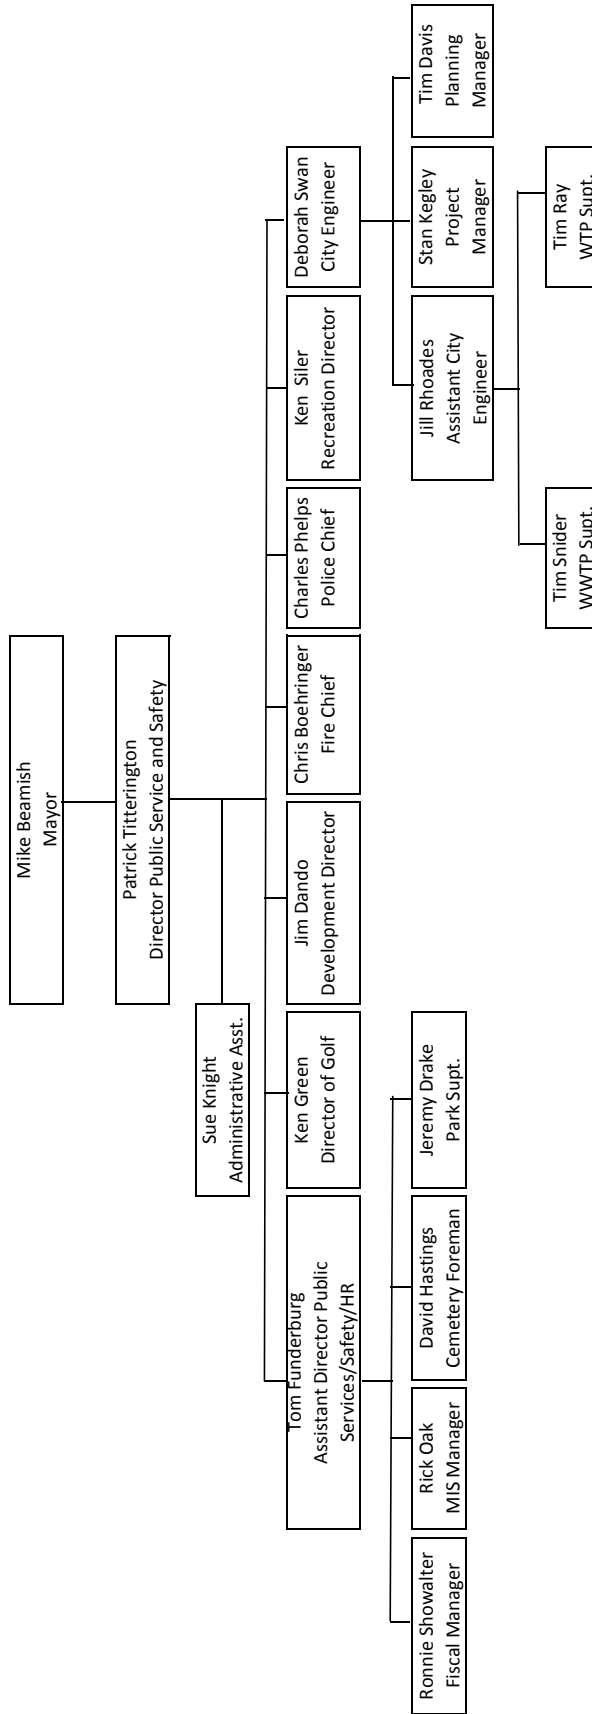 Mike Beamish
Mayor
Patrick Titterington
Director Public Service and Safety
Sue Knight
Administrative Asst.
Tom Funderburg
Assistant Director Public
Services/Safety/HR
Ken Green
Director of Golf
Jim Dando
Development Director
Chris Boehringer
Fire Chief
Charles Phelps
Police Chief
Ken Siler
Recreation Director
Deborah Swan
City Engineer
Ronnie Showalter
Fiscal Manager
Rick Oak
MIS Manager
David Hastings
Cemetery Foreman
Jeremy Drake
Park Supt.
Jill Rhoades
Assistant City
Engineer
Stan Kegley
Project
Manager
Tim Davis
Planning
Manager
Tim Snider
WWTP Supt.
Tim Ray
WTP Supt.